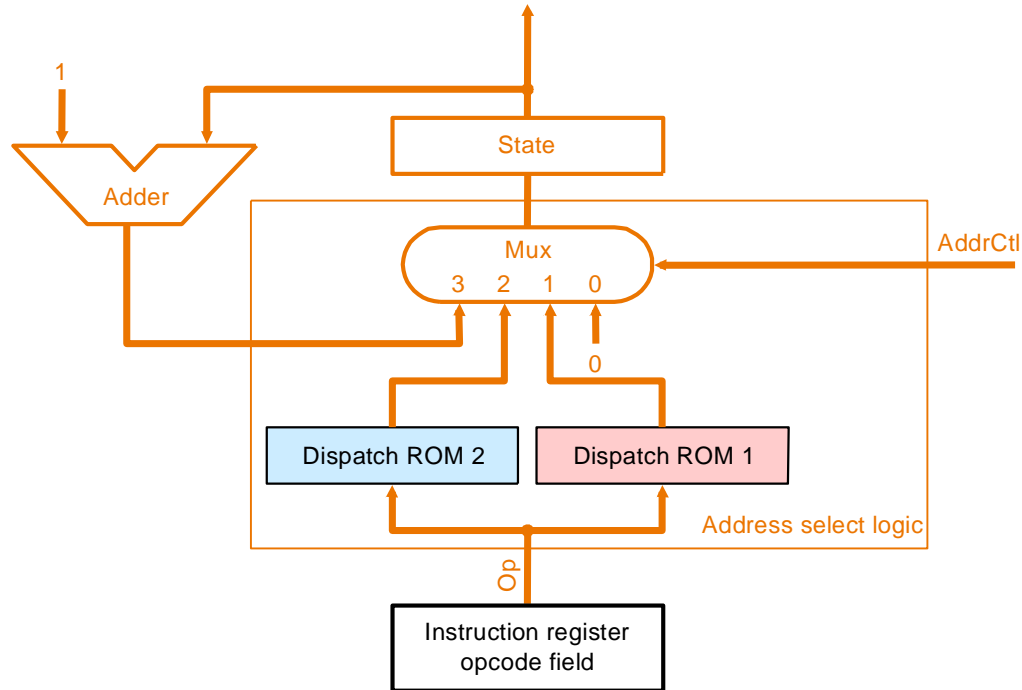 1
State
Adder
AddrCtl
Mux
3 2 1 0
0
Dispatch ROM 2
Dispatch ROM 1
Address select logic
Op
Instruction register
opcode field